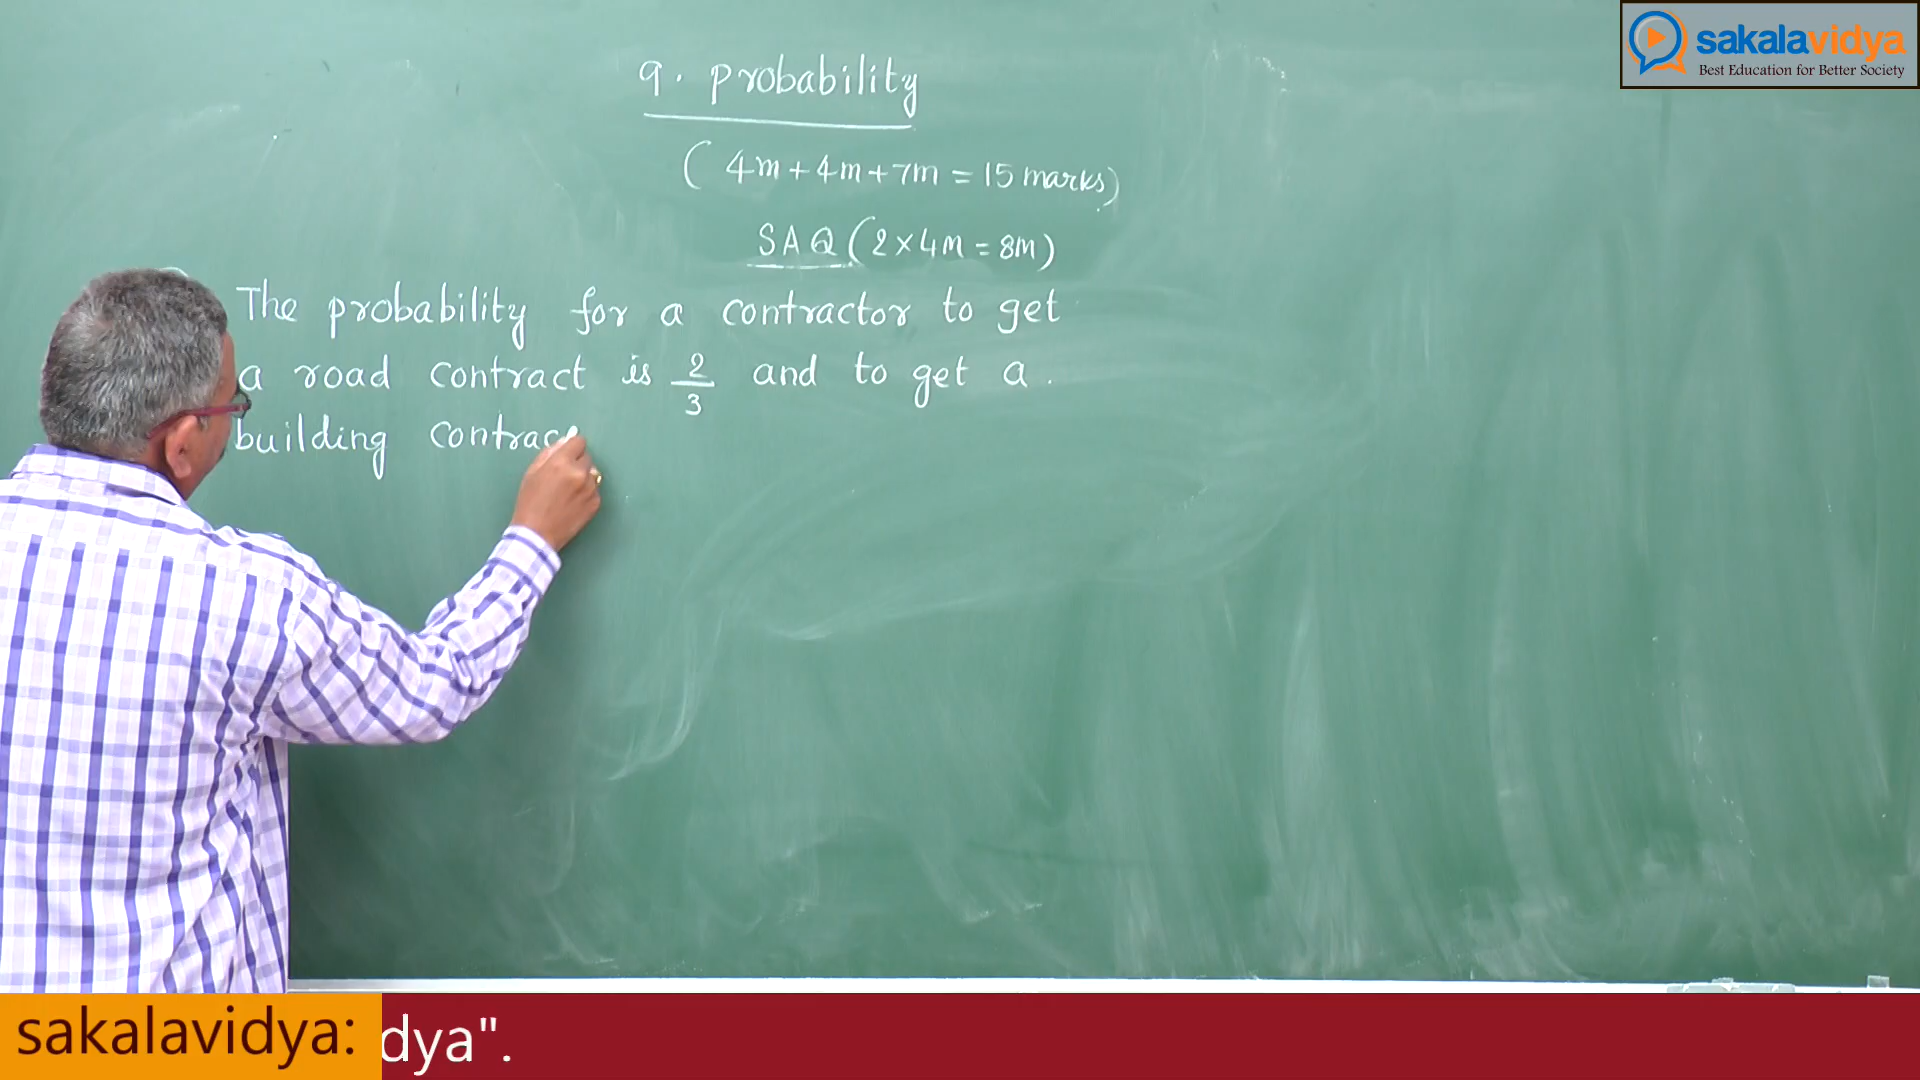 sakalavidya
Best Education for Better Society
9. probability
( 4m + 4m + 7m = 15 marks)
SAQ (2 × 4M = 8M)
The probability for a contractor to get
a road contract is 2/3 and to get a .
building contrac
sakalavidya: dya".